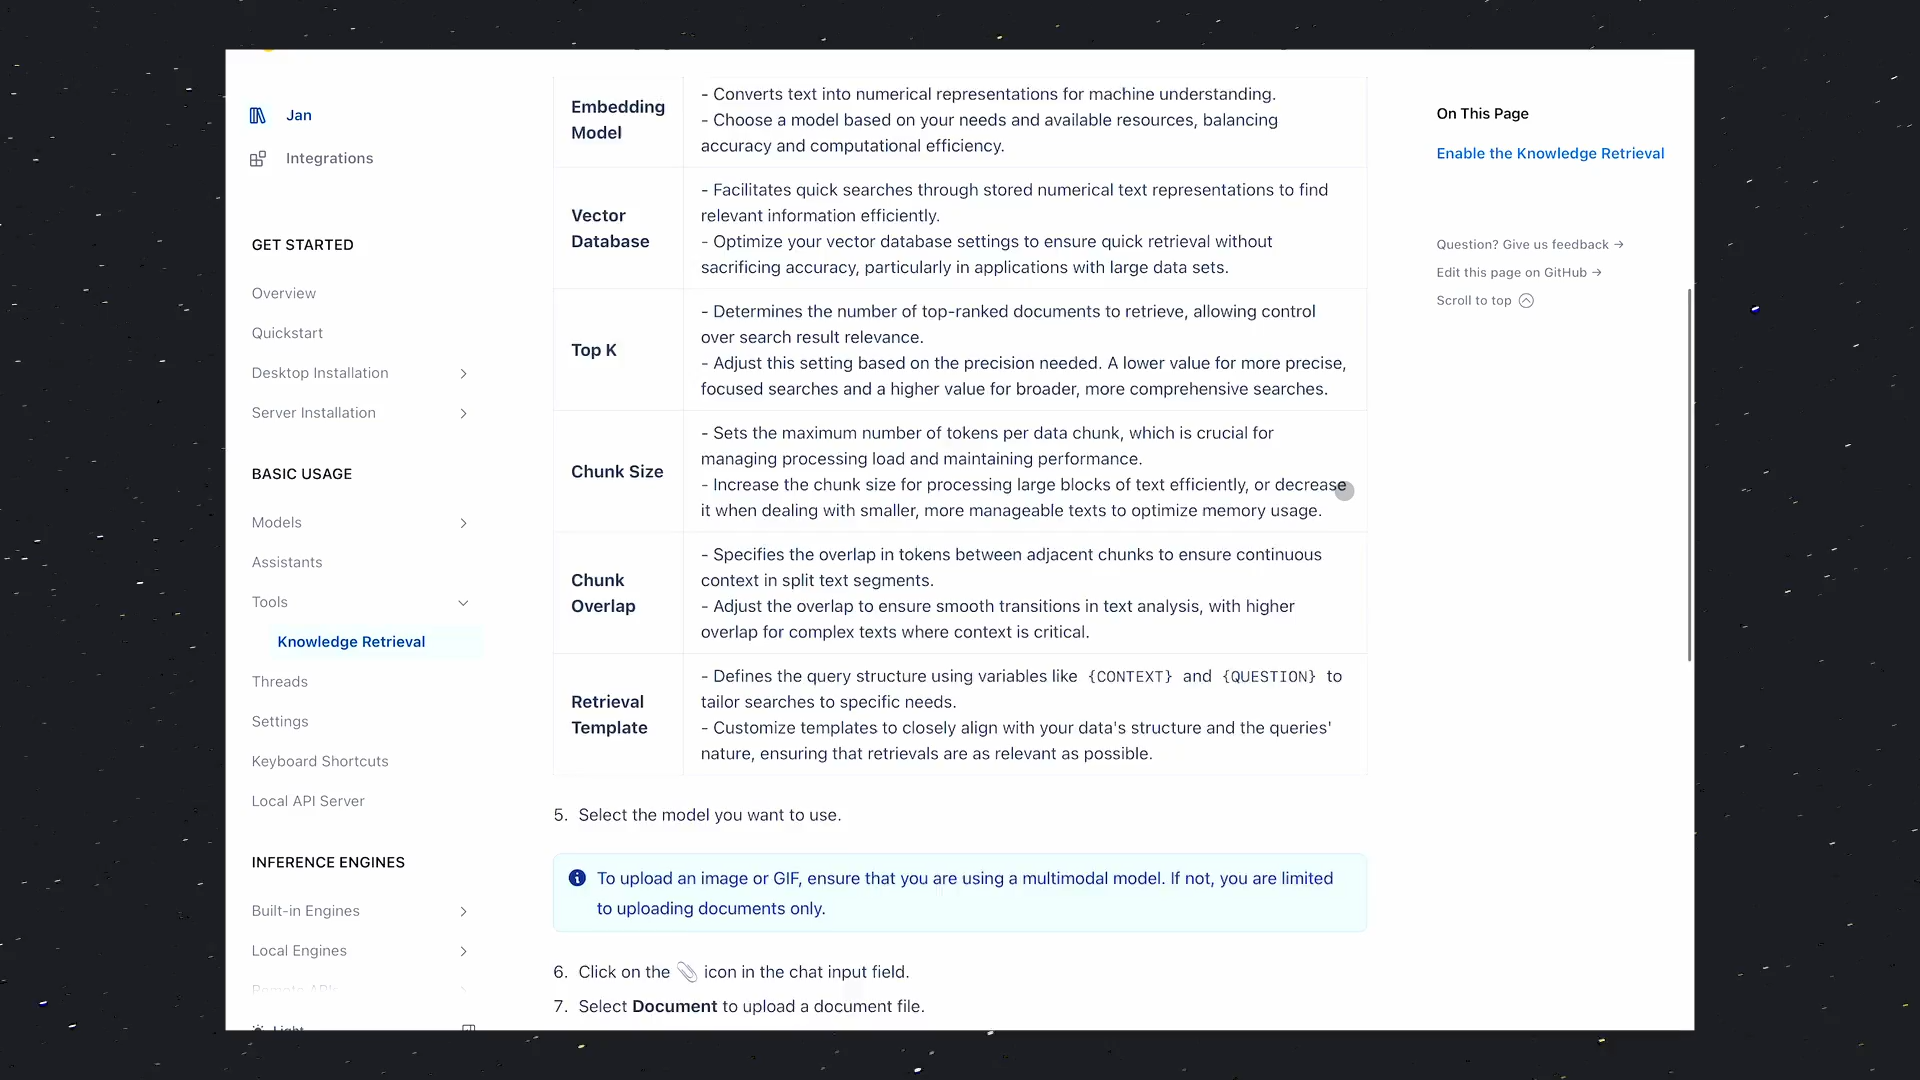 Jan
Integrations
GET STARTED
Overview
Quickstart
Desktop Installation
Server Installation
BASIC USAGE
Models
Assistants
Tools
Knowledge Retrieval
Threads
Settings
Keyboard Shortcuts
Local API Server
INFERENCE ENGINES
Built-in Engines
Local Engines
Remote APIs
Light
Embedding
Model
- Converts text into numerical representations for machine understanding.
- Choose a model based on your needs and available resources, balancing
accuracy and computational efficiency.
Vector
Database
- Facilitates quick searches through stored numerical text representations to find
relevant information efficiently.
- Optimize your vector database settings to ensure quick retrieval without
sacrificing accuracy, particularly in applications with large data sets.
Top K
- Determines the number of top-ranked documents to retrieve, allowing control
over search result relevance.
- Adjust this setting based on the precision needed. A lower value for more precise,
focused searches and a higher value for broader, more comprehensive searches.
Chunk Size
- Sets the maximum number of tokens per data chunk, which is crucial for
managing processing load and maintaining performance.
- Increase the chunk size for processing large blocks of text efficiently, or decrease
it when dealing with smaller, more manageable texts to optimize memory usage.
Chunk
Overlap
- Specifies the overlap in tokens between adjacent chunks to ensure continuous
context in split text segments.
- Adjust the overlap to ensure smooth transitions in text analysis, with higher
overlap for complex texts where context is critical.
Retrieval
Template
- Defines the query structure using variables like {CONTEXT} and {QUESTION} to
tailor searches to specific needs.
- Customize templates to closely align with your data's structure and the queries'
nature, ensuring that retrievals are as relevant as possible.
5. Select the model you want to use.
To upload an image or GIF, ensure that you are using a multimodal model. If not, you are limited
to uploading documents only.
6. Click on the 📎 icon in the chat input field.
7. Select Document to upload a document file.
On This Page
Enable the Knowledge Retrieval
Question? Give us feedback →
Edit this page on GitHub →
Scroll to top